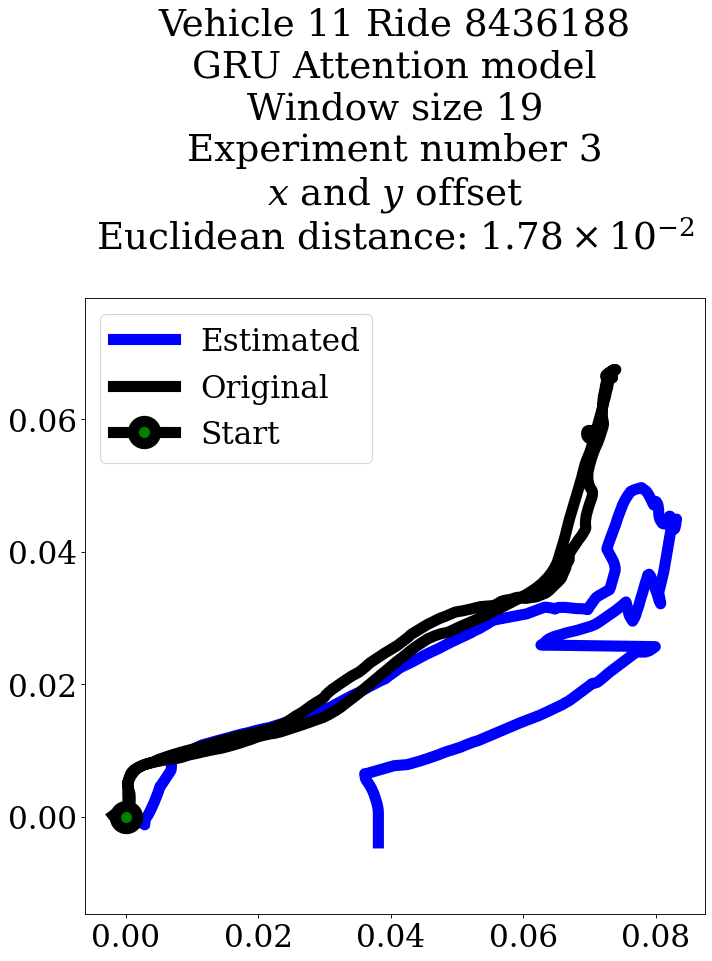 Vehicle 11 Ride 8436188
GRU Attention model
Window size 19
Experiment number 3
x and y offset
Euclidean distance: 1.78 × 10⁻²
Estimated
Original
Start
0.06
0.04
0.02
0.00
0.00 0.02 0.04 0.06 0.08